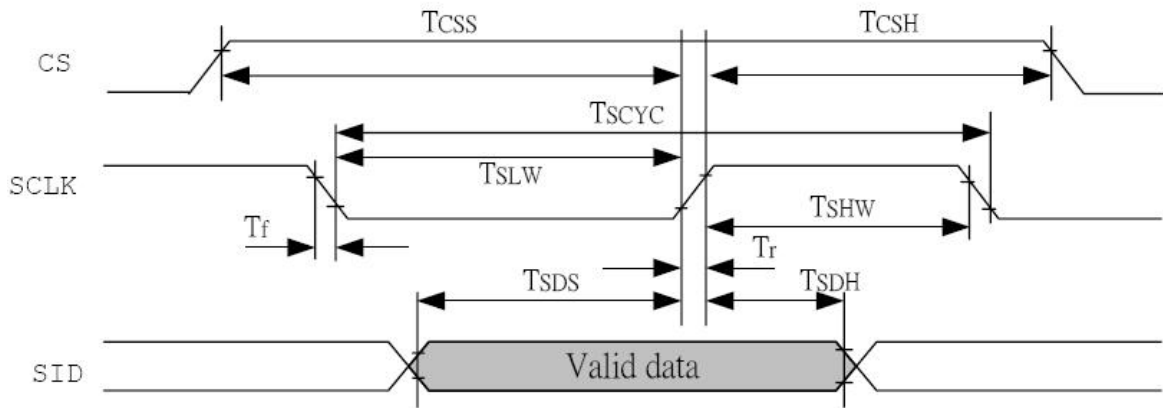 TCSS TCSH
CS
TSCYC
TSLW
SCLK
TSHW
Tf
Tr
TSDS TSDH
Valid data
SID